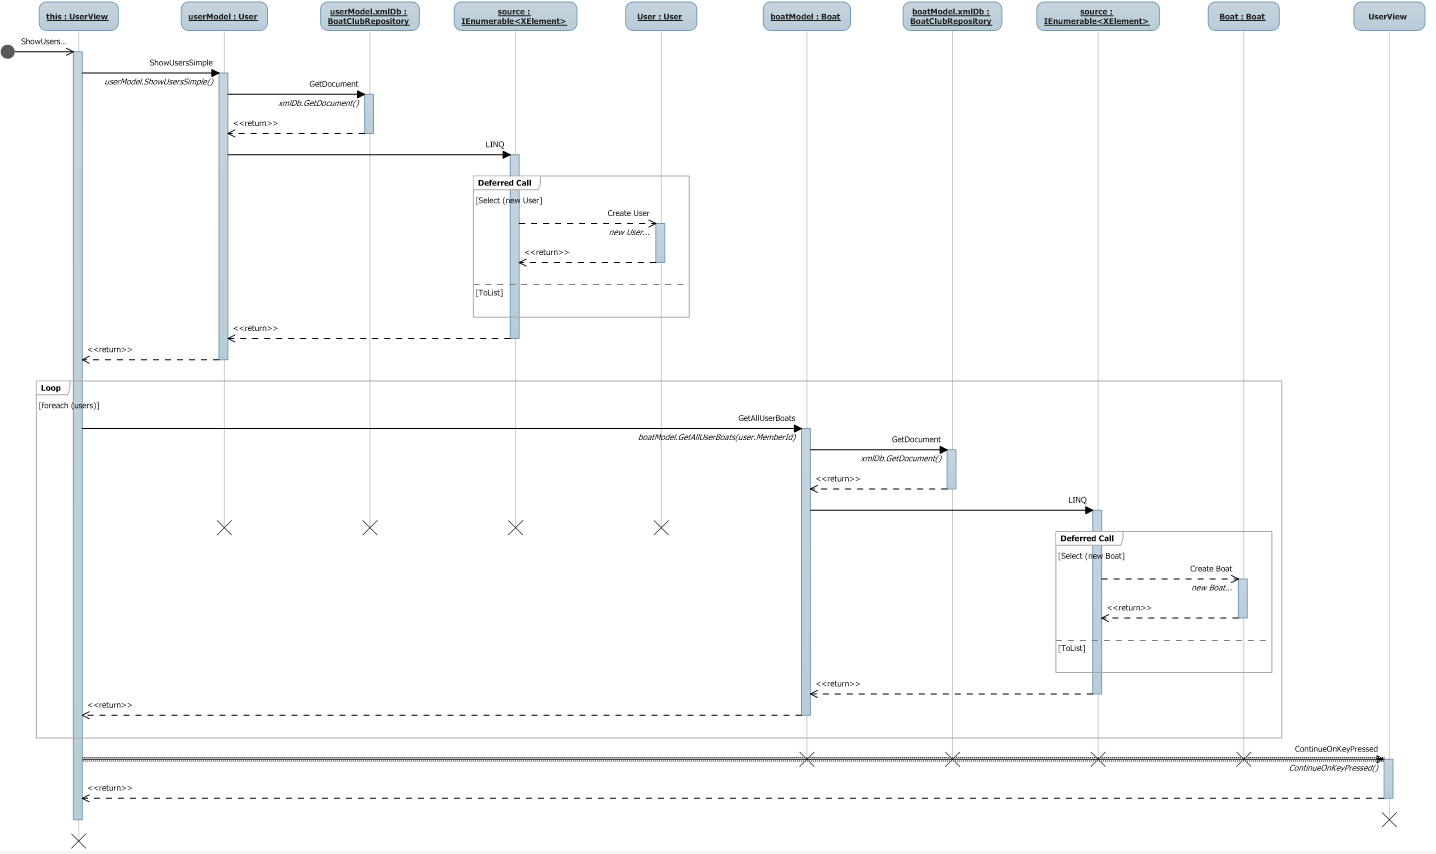 this : UserView
userModel : User
userModel.xmlDb :
BoatClubRepository
source :
IEnumerable<XElement>
User : User
boatModel : Boat
boatModel.xmlDb :
BoatClubRepository
source :
IEnumerable<XElement>
Boat : Boat
UserView
ShowUsers...
ShowUsersSimple
userModel.ShowUsersSimple()
GetDocument
xmlDb.GetDocument()
<<return>>
LINQ
Deferred Call
[Select (new User]
Create User
new User...
<<return>>
[ToList]
<<return>>
<<return>>
Loop
[foreach (users)]
GetAllUserBoats
boatModel.GetAllUserBoats(user.MemberId)
GetDocument
xmlDb.GetDocument()
<<return>>
LINQ
Deferred Call
[Select (new Boat]
Create Boat
new Boat...
<<return>>
[ToList]
<<return>>
<<return>>
ContinueOnKeyPressed
ContinueOnKeyPressed()
<<return>>